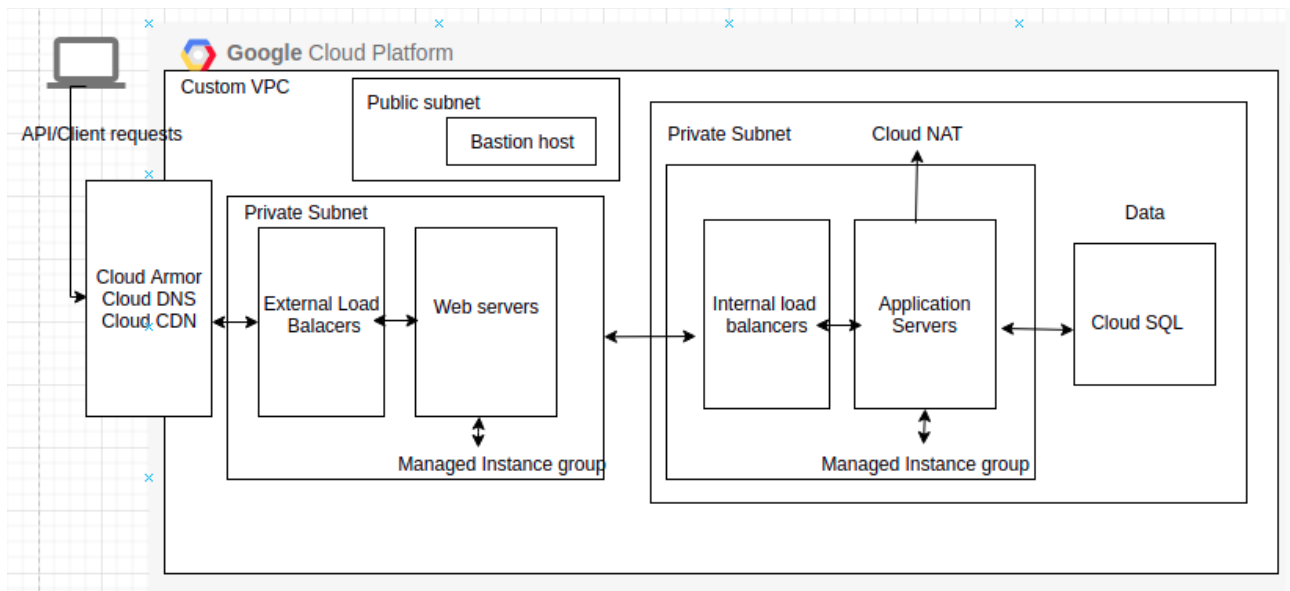 Google Cloud Platform
Custom VPC
Public subnet
Bastion host
API/Client requests
Private Subnet
Cloud NAT
Private Subnet
Data
Cloud Armor
Cloud DNS
Cloud CDN
External Load
Balacers
Web servers
Internal load
balancers
Application
Servers
Cloud SQL
Managed Instance group
Managed Instance group